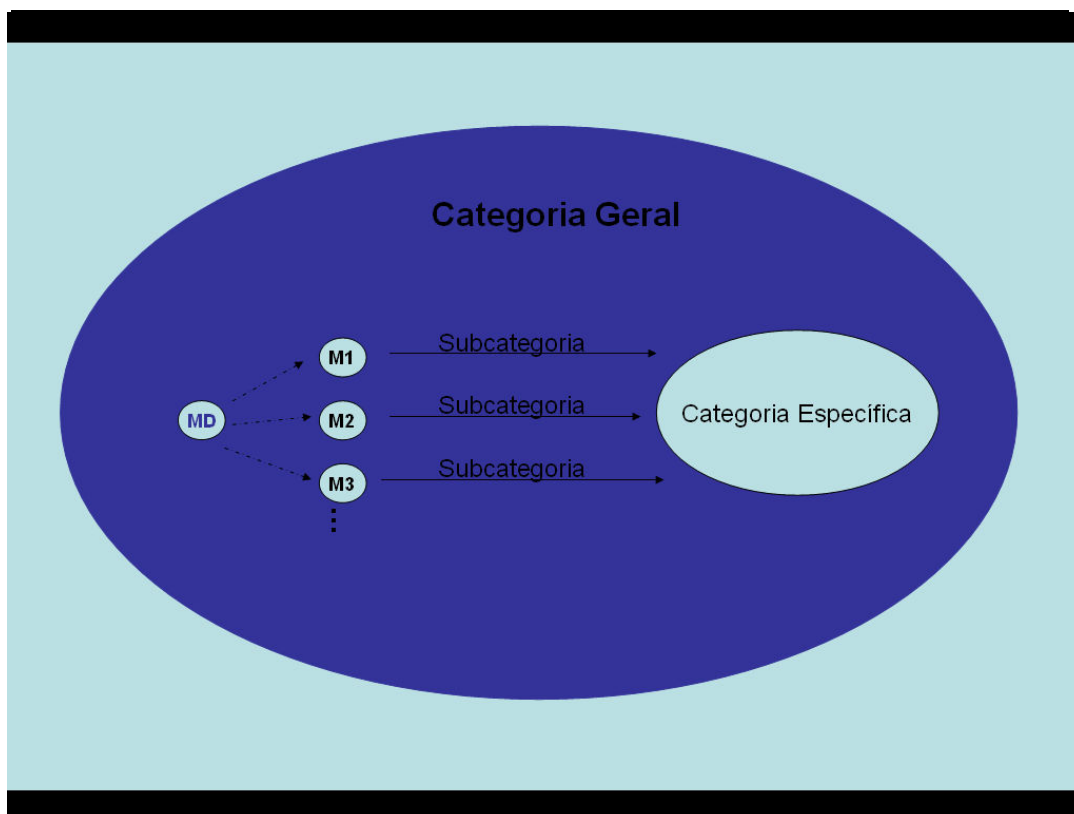 Categoria Geral
M1
Subcategoria
MD
M2
Subcategoria
Categoria Específica
M3
Subcategoria